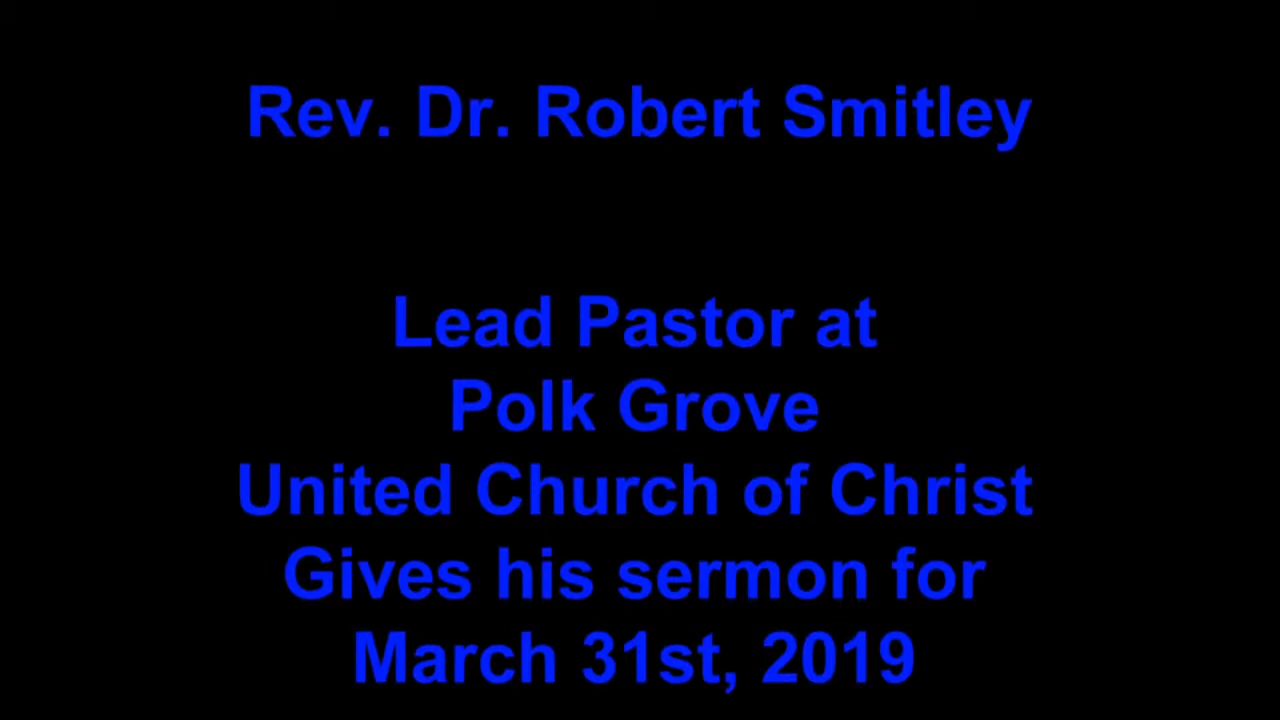 Rev. Dr. Robert Smitley
Lead Pastor at
Polk Grove
United Church of Christ
Gives his sermon for
March 31st, 2019